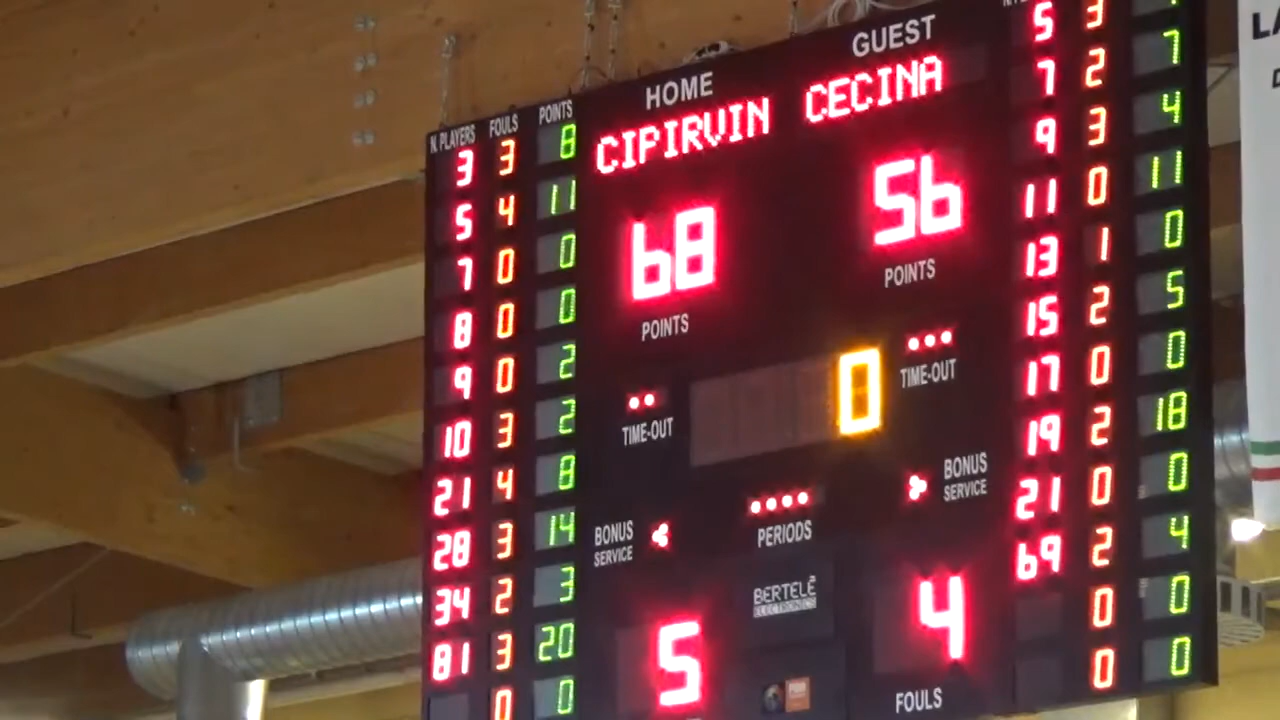 HOME
GUEST
CIPIRVIN
CECINA
68
56
POINTS
POINTS
0
TIME-OUT
TIME-OUT
BONUS
SERVICE
BONUS
SERVICE
PERIODS
BERTELÈ
ELECTRONICS
5
4
FOULS
N. PLAYERS FOULS POINTS
3 3 8
5 4 11
7 0 0
8 0 0
9 0 2
10 3 2
21 4 8
28 3 14
34 2 3
81 3 20
0 0
5 3
7 2 7
9 3 4
11 0 11
13 1 0
15 2 5
17 0 0
19 2 18
21 0 0
69 2 4
0 0
0 0
LA